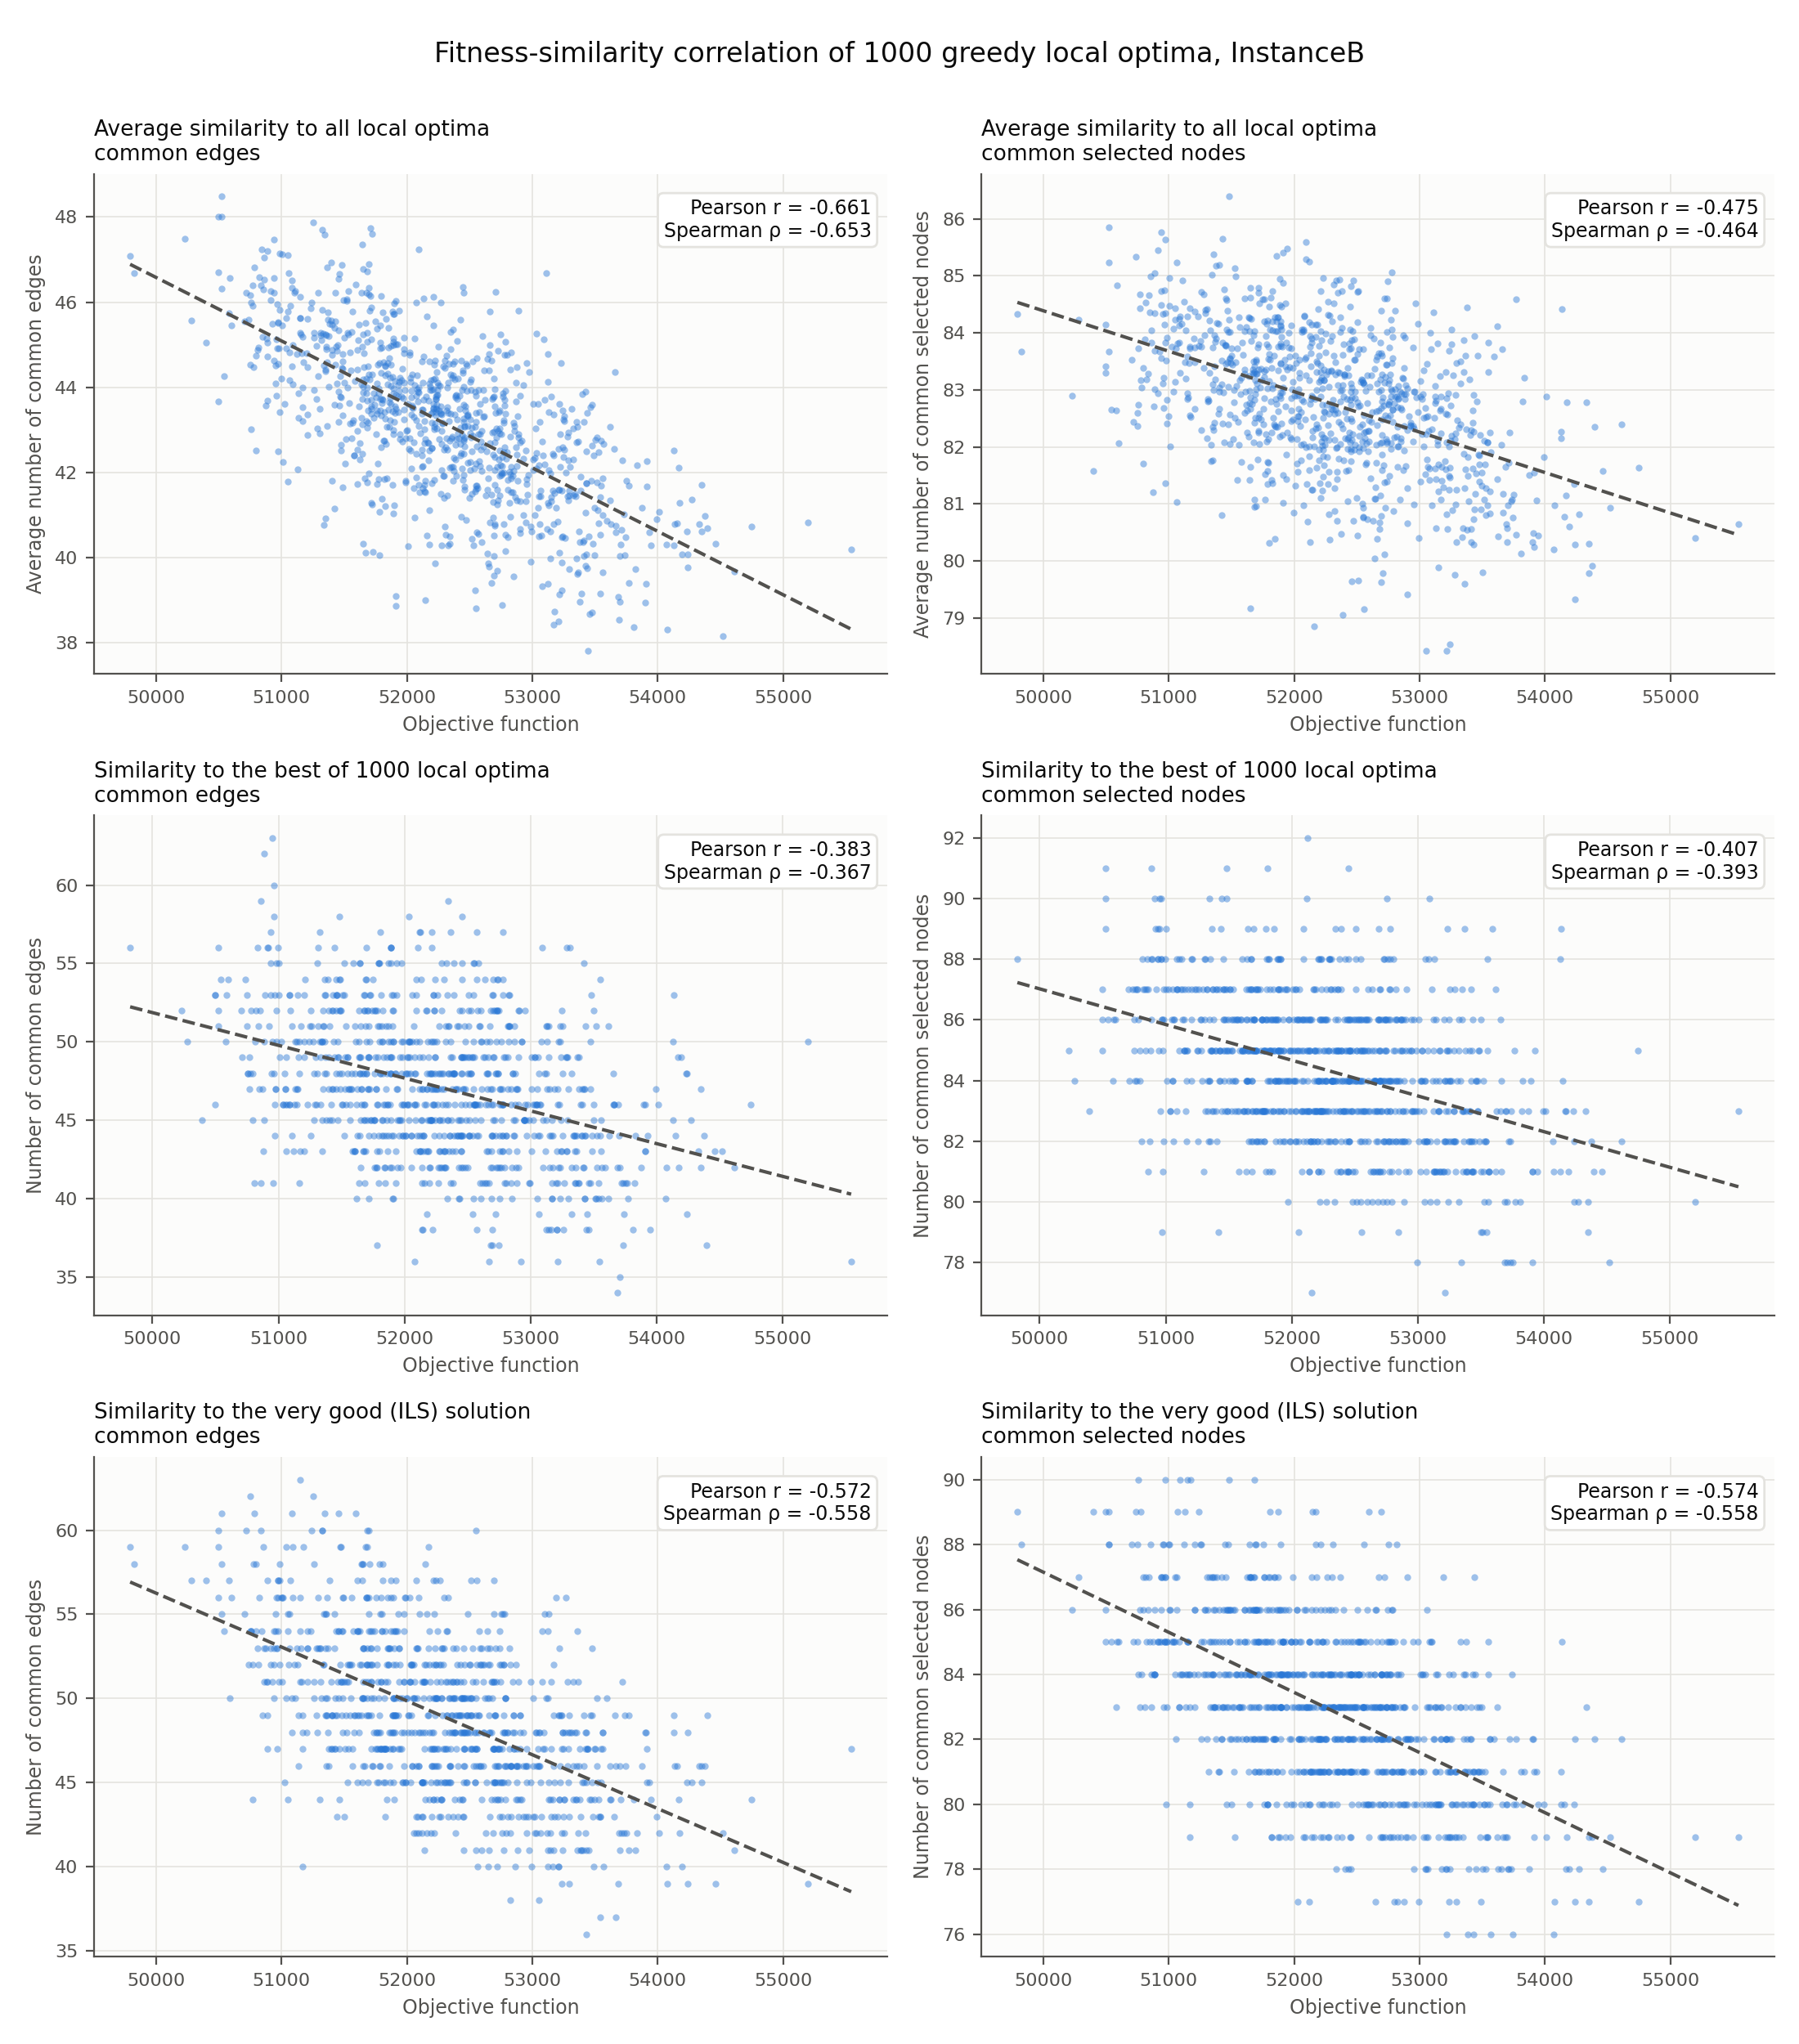 Fitness-similarity correlation of 1000 greedy local optima, InstanceB
Average similarity to all local optima
common edges
Pearson r = -0.661
Spearman ρ = -0.653
Average number of common edges
48
46
44
42
40
38
50000 51000 52000 53000 54000 55000
Objective function
Average similarity to all local optima
common selected nodes
Pearson r = -0.475
Spearman ρ = -0.464
Average number of common selected nodes
86
85
84
83
82
81
80
79
50000 51000 52000 53000 54000 55000
Objective function
Similarity to the best of 1000 local optima
common edges
Pearson r = -0.383
Spearman ρ = -0.367
Number of common edges
60
55
50
45
40
35
50000 51000 52000 53000 54000 55000
Objective function
Similarity to the best of 1000 local optima
common selected nodes
Pearson r = -0.407
Spearman ρ = -0.393
Number of common selected nodes
92
90
88
86
84
82
80
78
50000 51000 52000 53000 54000 55000
Objective function
Similarity to the very good (ILS) solution
common edges
Pearson r = -0.572
Spearman ρ = -0.558
Number of common edges
60
55
50
45
40
35
50000 51000 52000 53000 54000 55000
Objective function
Similarity to the very good (ILS) solution
common selected nodes
Pearson r = -0.574
Spearman ρ = -0.558
Number of common selected nodes
90
88
86
84
82
80
78
76
50000 51000 52000 53000 54000 55000
Objective function